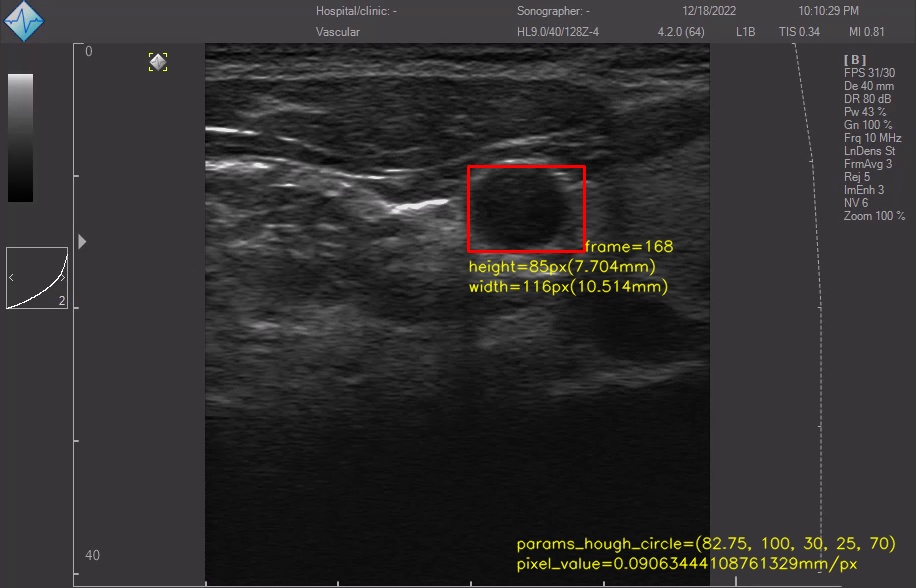 Hospital/clinic: - Sonographer: - 12/18/2022 10:10:29 PM
Vascular HL9.0/40/128Z-4 4.2.0 (64) L1B TIS 0.34 MI 0.81
0
[ B ]
FPS 31/30
De 40 mm
DR 80 dB
Pw 43 %
Gn 100 %
Frq 10 MHz
LnDens St
FrmAvg 3
Rej 5
ImEnh 3
NV 6
Zoom 100 %
frame=168
height=85px(7.704mm)
width=116px(10.514mm)
2
40
params_hough_circle=(82.75, 100, 30, 25, 70)
pixel_value=0.09063444108761329mm/px